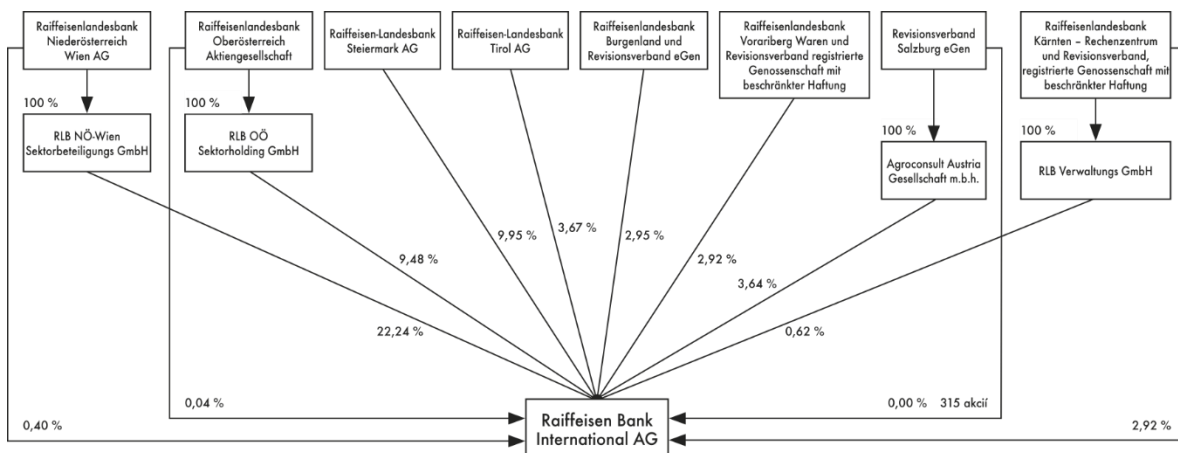 Raiffeisenlandesbank
Niederösterreich
Wien AG
Raiffeisenlandesbank
Oberösterreich
Aktiengesellschaft
Raiffeisen-Landesbank
Steiermark AG
Raiffeisen-Landesbank
Tirol AG
Raiffeisenlandesbank
Burgenland und
Revisionsverband eGen
Raiffeisenlandesbank
Vorariberg Waren und
Revisionsverband registrierte
Genossenschaft mit
beschränkter Haftung
Revisionsverband
Salzburg eGen
Raiffeisenlandesbank
Kärnten – Rechenzentrum
und Revisionsverband,
registrierte Genossenschaft mit
beschränkter Haftung
100 %
100 %
100 %
100 %
RLB NÖ-Wien
Sektorbeteiligungs GmbH
RLB OÖ
Sektorholding GmbH
Agroconsult Austria
Gesellschaft m.b.h.
RLB Verwaltungs GmbH
22,24 %
9,48 %
9,95 %
3,67 %
2,95 %
2,92 %
3,64 %
0,62 %
0,40 %
0,04 %
0,00 % 315 akcií
2,92 %
Raiffeisen Bank
International AG